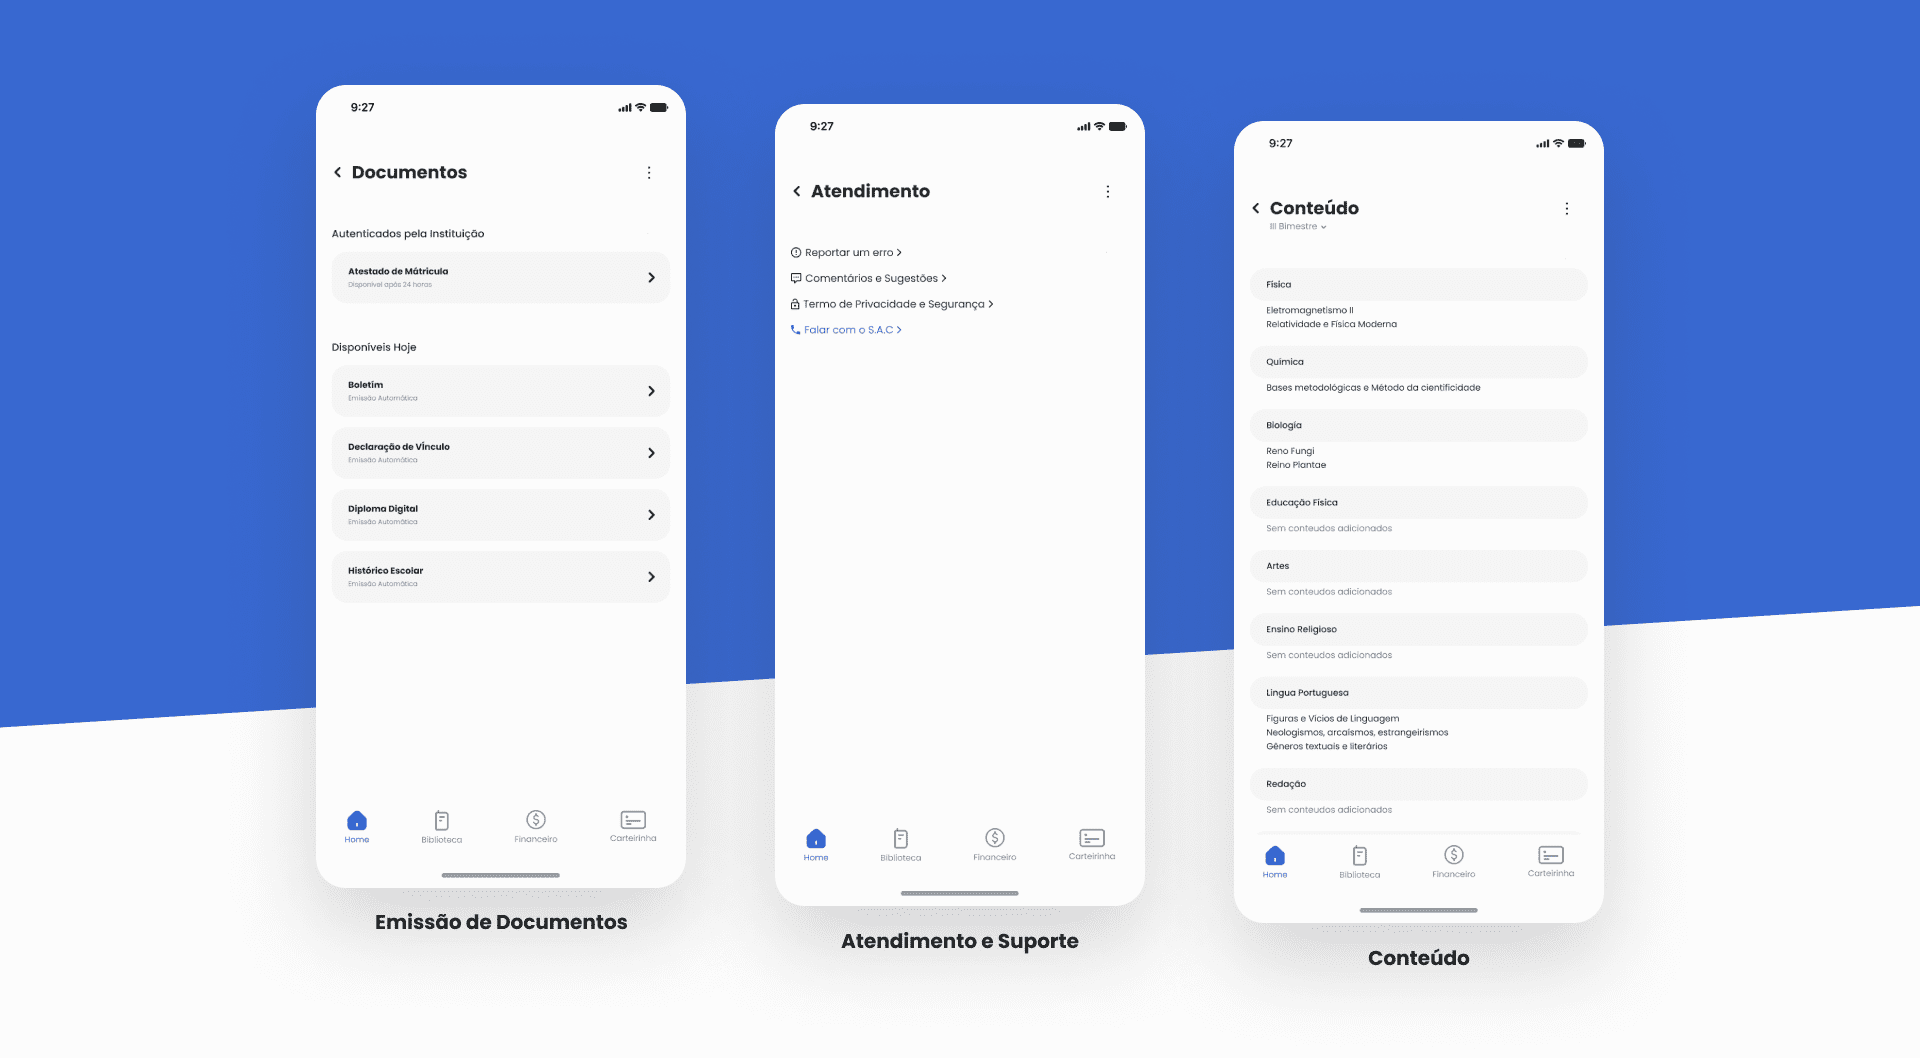 9:27
Documentos
Autenticados pela Instituição
Atestado de Mátricula
Disponível após 24 horas
Disponíveis Hoje
Boletim
Emissão Automática
Declaração de VÍnculo
Emissão Automática
Diploma Digital
Emissão Automática
Histórico Escolar
Emissão Automática
Home
Biblioteca
Financeiro
Carteirinha
Emissão de Documentos
9:27
Atendimento
Reportar um erro
Comentários e Sugestões
Termo de Privacidade e Segurança
Falar com o S.A.C
Home
Biblioteca
Financeiro
Carteirinha
Atendimento e Suporte
9:27
Conteúdo
III Bimestre
Física
Eletromagnetismo II
Relatividade e Física Moderna
Química
Bases metodológicas e Método da cientificidade
Biologia
Reno Fungi
Reino Plantae
Educação Física
Sem conteudos adicionados
Artes
Sem conteudos adicionados
Ensino Religioso
Sem conteudos adicionados
Lingua Portuguesa
Figuras e Vícios de Linguagem
Neologismos, arcaismos, estrangeirismos
Gêneros textuais e literários
Redação
Sem conteudos adicionados
Home
Biblioteca
Financeiro
Carteirinha
Conteúdo